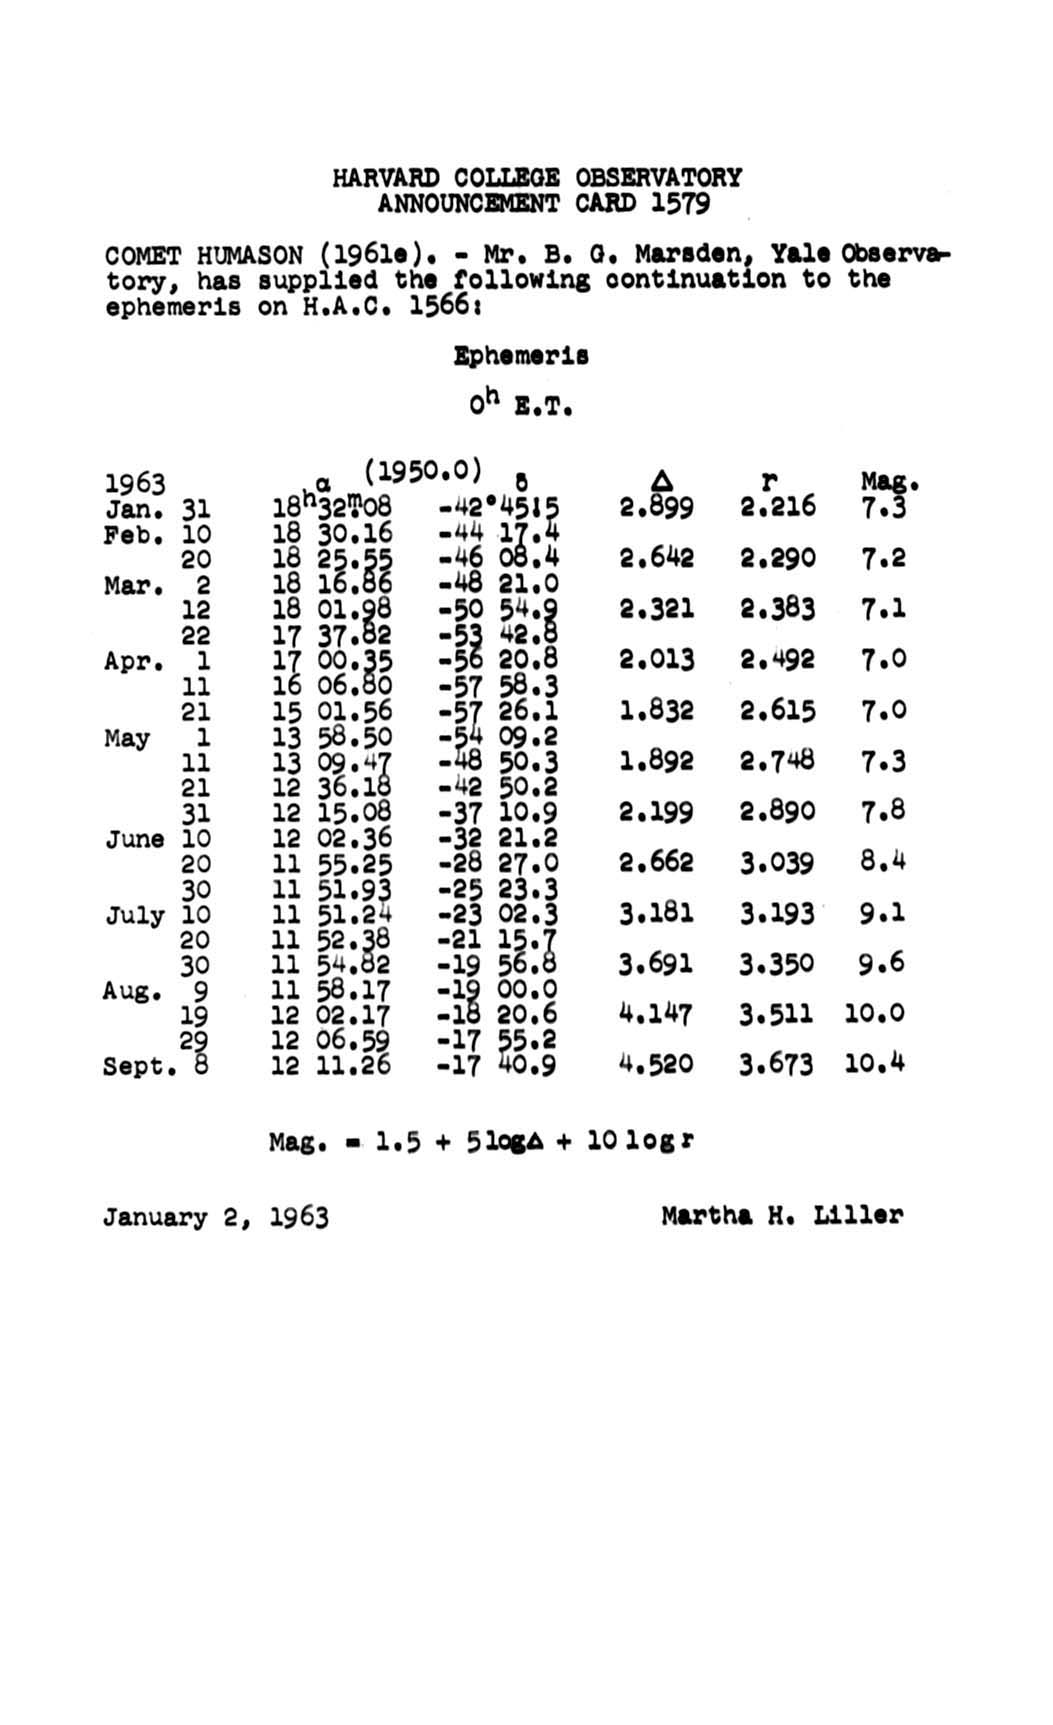 HARVARD COLLEGE OBSERVATORY
ANNOUNCEMENT CARD 1579
COMET HUMASON (1961e). - Mr. B. G. Marsden, Yale Observa-
tory, has supplied the following continuation to the
ephemeris on H.A.C. 1566:
Ephemeris
0h E.T.
1963 α (1950.0) δ Δ r Mag.
Jan. 31 18h32m.08 -42°45'.5 2.899 2.216 7.3
Feb. 10 18 30.16 -44 17.4
20 18 25.55 -46 08.4 2.642 2.290 7.2
Mar. 2 18 16.86 -48 21.0
12 18 01.98 -50 54.9 2.321 2.383 7.1
22 17 37.82 -53 42.8
Apr. 1 17 00.35 -56 20.8 2.013 2.492 7.0
11 16 06.80 -57 58.3
21 15 01.56 -57 26.1 1.832 2.615 7.0
May 1 13 58.50 -54 09.2
11 13 09.47 -48 50.3 1.892 2.748 7.3
21 12 36.18 -42 50.2
31 12 15.08 -37 10.9 2.199 2.890 7.8
June 10 12 02.36 -32 21.2
20 11 55.25 -28 27.0 2.662 3.039 8.4
30 11 51.93 -25 23.3
July 10 11 51.24 -23 02.3 3.181 3.193 9.1
20 11 52.38 -21 15.7
30 11 54.82 -19 56.8 3.691 3.350 9.6
Aug. 9 11 58.17 -19 00.0
19 12 02.17 -18 20.6 4.147 3.511 10.0
29 12 06.59 -17 55.2
Sept. 8 12 11.26 -17 40.9 4.520 3.673 10.4
Mag. = 1.5 + 5 log Δ + 10 log r
January 2, 1963 Martha H. Liller